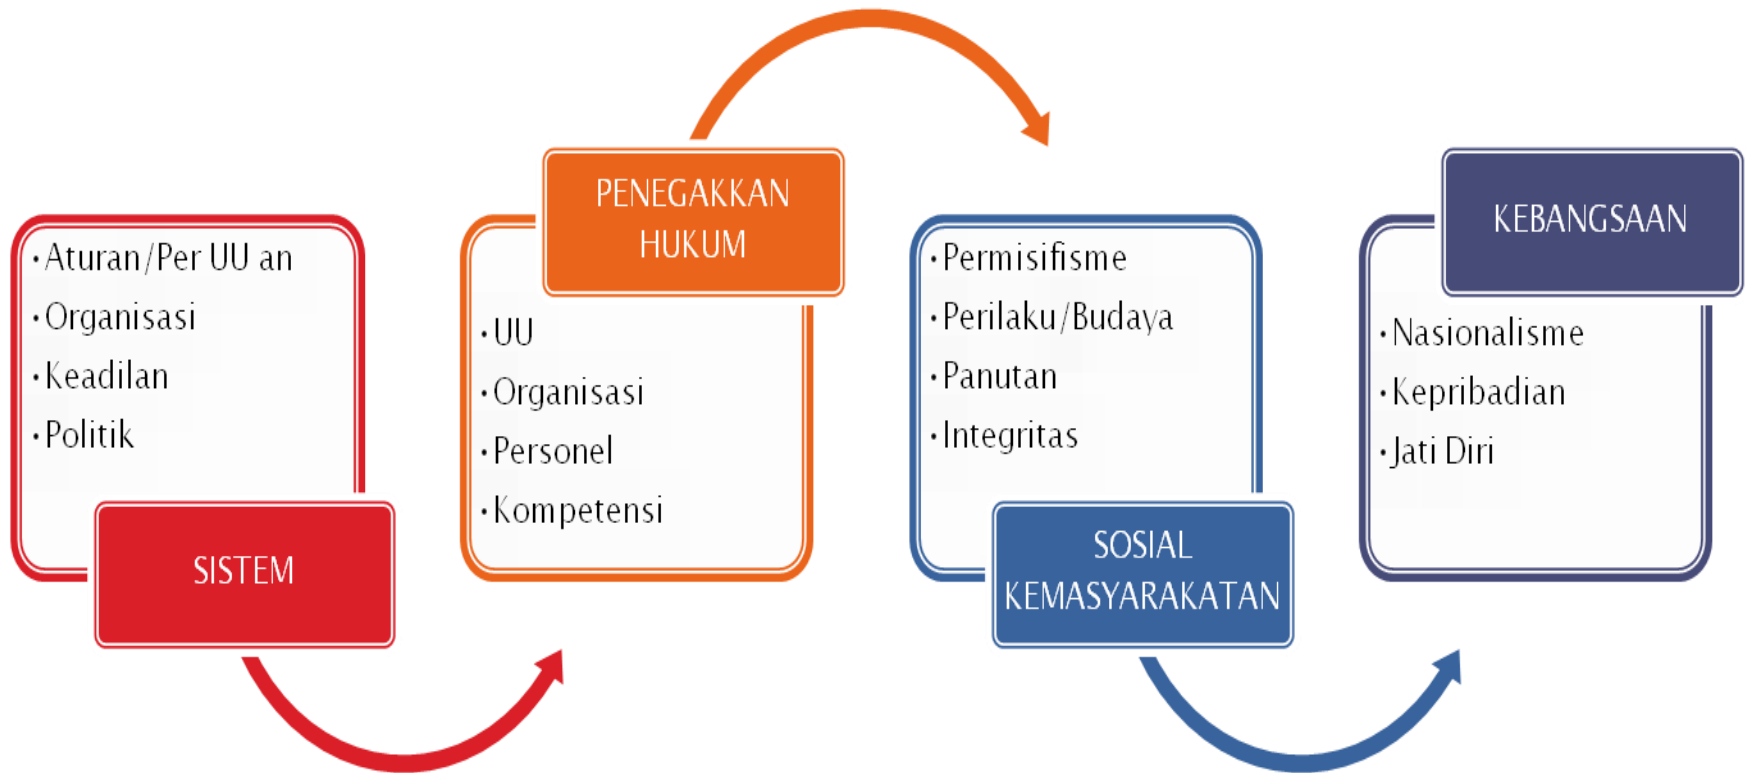 • Aturan/Per UU an
• Organisasi
• Keadilan
• Politik
SISTEM
PENEGAKKAN
HUKUM
• UU
• Organisasi
• Personel
• Kompetensi
• Permisifisme
• Perilaku/Budaya
• Panutan
• Integritas
SOSIAL
KEMASYARAKATAN
KEBANGSAAN
• Nasionalisme
• Kepribadian
• Jati Diri